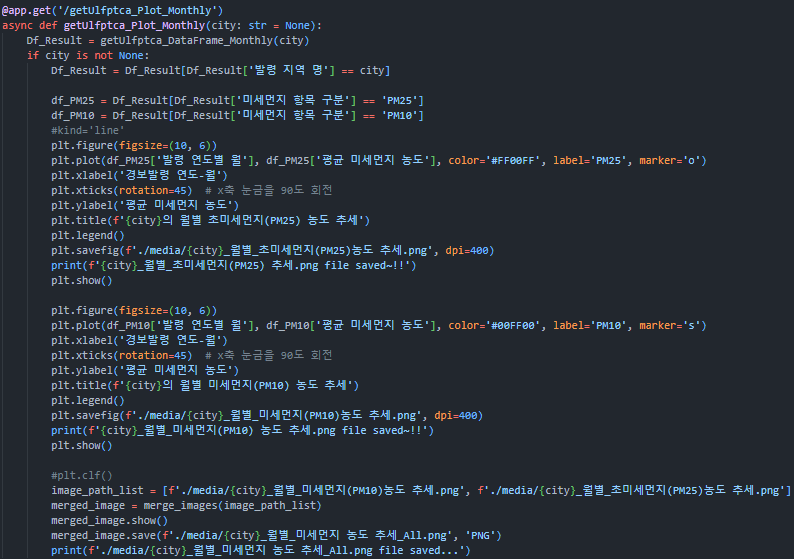 @app.get('/getUlfptca_Plot_Monthly')
async def getUlfptca_Plot_Monthly(city: str = None):
    Df_Result = getUlfptca_DataFrame_Monthly(city)
    if city is not None:
        Df_Result = Df_Result[Df_Result['발령 지역 명'] == city]

        df_PM25 = Df_Result[Df_Result['미세먼지 항목 구분'] == 'PM25']
        df_PM10 = Df_Result[Df_Result['미세먼지 항목 구분'] == 'PM10']
        #kind='line'
        plt.figure(figsize=(10, 6))
        plt.plot(df_PM25['발령 연도별 월'], df_PM25['평균 미세먼지 농도'], color='#FF00FF', label='PM25', marker='o')
        plt.xlabel('경보발령 연도-월')
        plt.xticks(rotation=45)  # x축 눈금을 90도 회전
        plt.ylabel('평균 미세먼지 농도')
        plt.title(f'{city}의 월별 초미세먼지(PM25) 농도 추세')
        plt.legend()
        plt.savefig(f'./media/{city}_월별_초미세먼지(PM25)농도 추세.png', dpi=400)
        print(f'{city}_월별_초미세먼지(PM25) 추세.png file saved~!!')
        plt.show()

        plt.figure(figsize=(10, 6))
        plt.plot(df_PM10['발령 연도별 월'], df_PM10['평균 미세먼지 농도'], color='#00FF00', label='PM10', marker='s')
        plt.xlabel('경보발령 연도-월')
        plt.xticks(rotation=45)  # x축 눈금을 90도 회전
        plt.ylabel('평균 미세먼지 농도')
        plt.title(f'{city}의 월별 미세먼지(PM10) 농도 추세')
        plt.legend()
        plt.savefig(f'./media/{city}_월별_미세먼지(PM10)농도 추세.png', dpi=400)
        print(f'{city}_월별_미세먼지(PM10) 농도 추세.png file saved~!!')
        plt.show()

        #plt.clf()
        image_path_list = [f'./media/{city}_월별_미세먼지(PM10)농도 추세.png', f'./media/{city}_월별_초미세먼지(PM25)농도 추세.png']
        merged_image = merge_images(image_path_list)
        merged_image.show()
        merged_image.save(f'./media/{city}_월별_미세먼지 농도 추세_All.png', 'PNG')
        print(f'./media/{city}_월별_미세먼지 농도 추세_All.png file saved...')